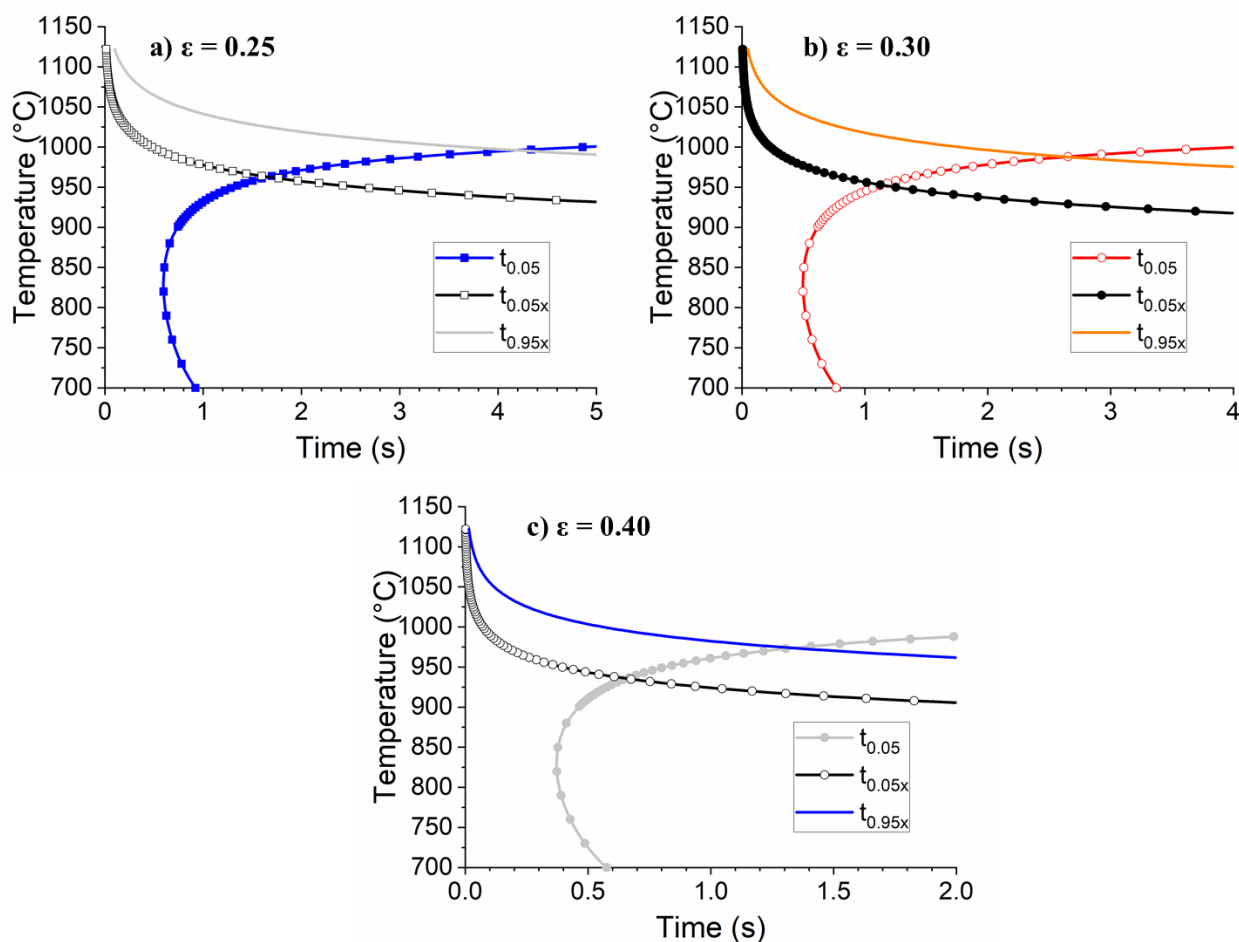 a) ε = 0.25
Temperature (°C)
1150
1100
1050
1000
950
900
850
800
750
700
0
1
2
3
4
5
Time (s)
t0.05
t0.05x
t0.95x
b) ε = 0.30
Temperature (°C)
1150
1100
1050
1000
950
900
850
800
750
700
0
1
2
3
4
Time (s)
t0.05
t0.05x
t0.95x
c) ε = 0.40
Temperature (°C)
1150
1100
1050
1000
950
900
850
800
750
700
0.0
0.5
1.0
1.5
2.0
Time (s)
t0.05
t0.05x
t0.95x